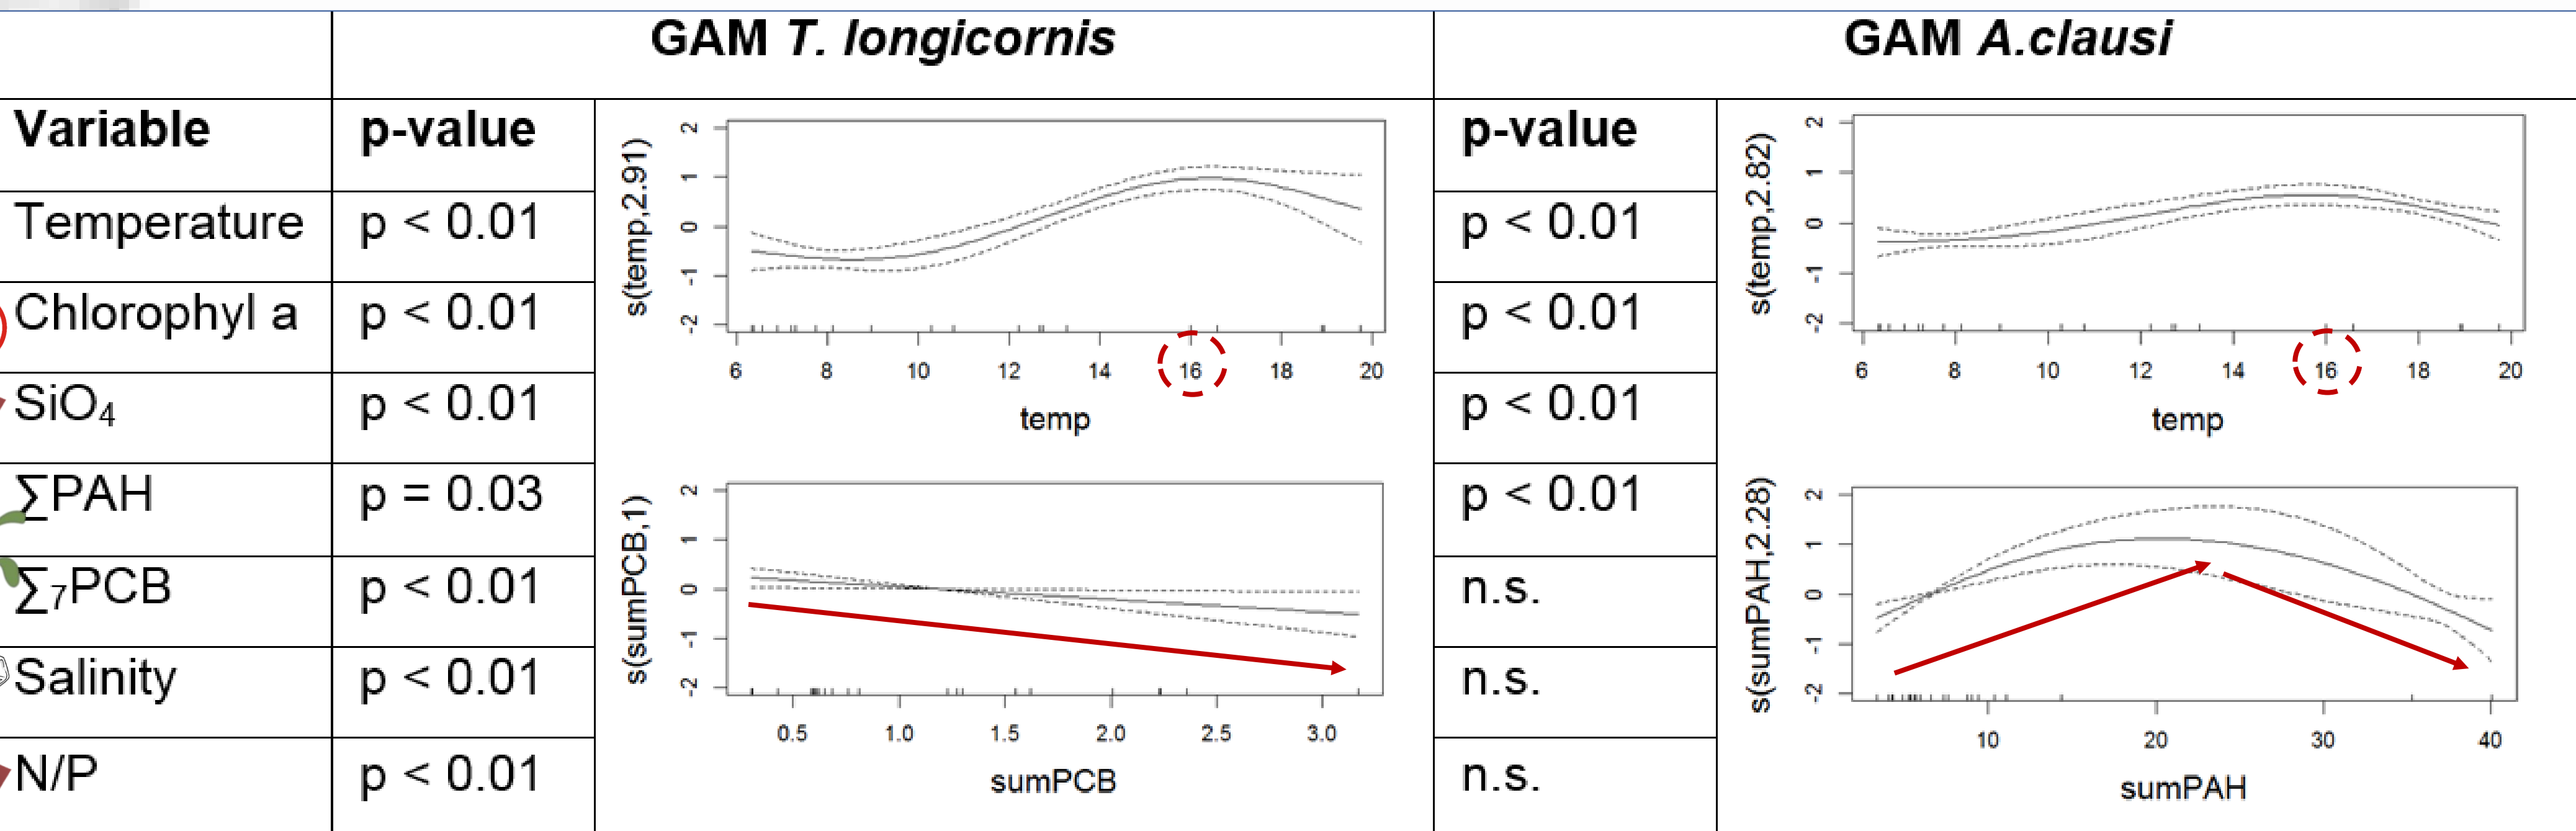 GAM T. longicornis GAM A.clausi
Variable p-value p-value
Temperature p < 0.01 p < 0.01
Chlorophyl a p < 0.01 p < 0.01
SiO₄ p < 0.01 p < 0.01
∑PAH p = 0.03 p < 0.01
∑₇PCB p < 0.01 n.s.
Salinity p < 0.01 n.s.
N/P p < 0.01 n.s.
s(temp,2.91)
2
1
0
-1
-2
6 8 10 12 14 16 18 20
temp
s(sumPCB,1)
2
1
0
-1
-2
0.5 1.0 1.5 2.0 2.5 3.0
sumPCB
s(temp,2.82)
2
1
0
-1
-2
6 8 10 12 14 16 18 20
temp
s(sumPAH,2.28)
2
1
0
-1
-2
10 20 30 40
sumPAH